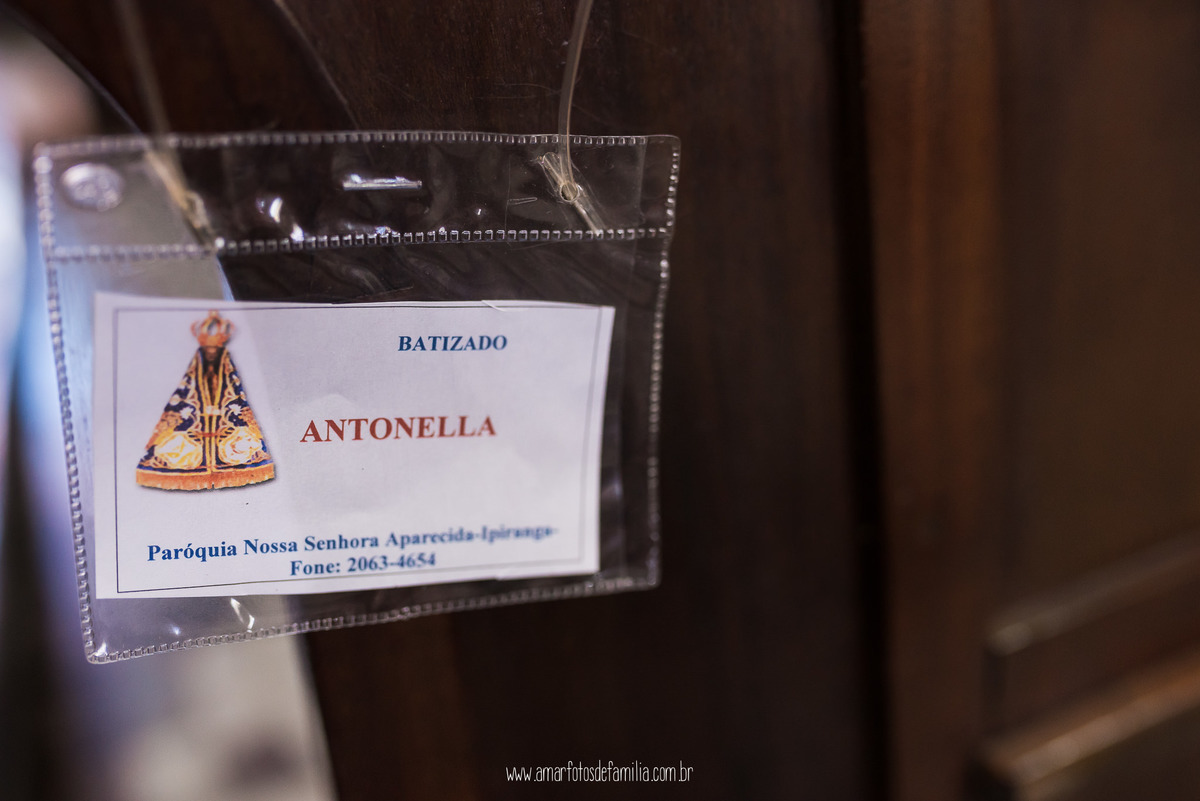 BATIZADO
ANTONELLA
Paróquia Nossa Senhora Aparecida-Ipiranga-
Fone: 2063-4654
www.amarfotosdefamilia.com.br